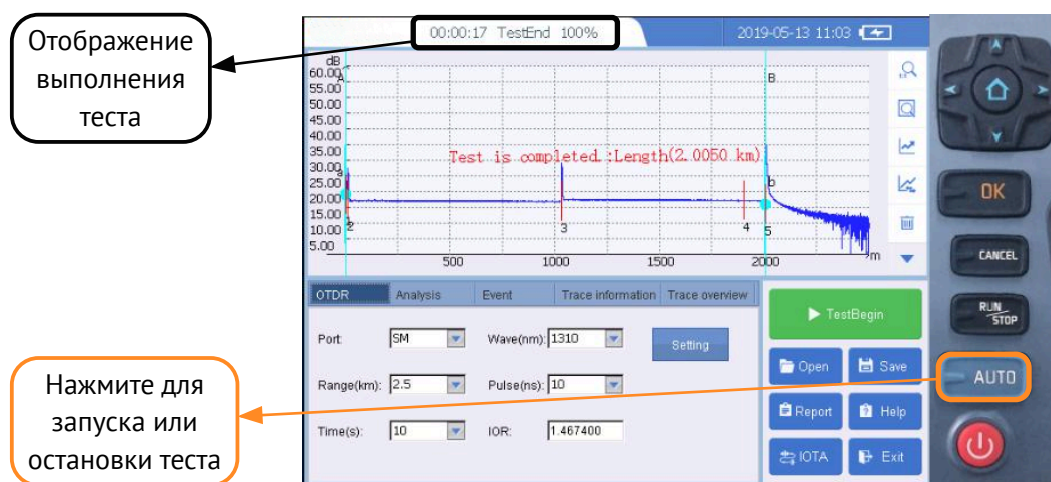 Отображение
выполнения
теста
00:00:17 TestEnd 100%
2019-05-13 11:03
dB
60.00
55.00
50.00
45.00
40.00
35.00
30.00
25.00
20.00
15.00
10.00
5.00
A
B
a
b
Test is completed.:Length(2.0050 km)
2
3
4
5
500
1000
1500
2000
m
OTDR
Analysis
Event
Trace information
Trace overview
Port:
SM
Wave(nm):
1310
Setting
Range(km):
2.5
Pulse(ns):
10
Time(s):
10
IOR:
1.467400
TestBegin
Open
Save
Report
Help
IOTA
Exit
OK
CANCEL
RUN
STOP
AUTO
Нажмите для
запуска или
остановки теста